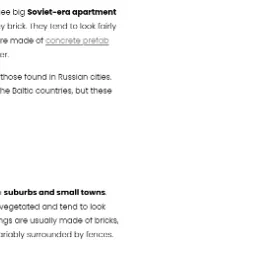 ee big Soviet-era apartment
y brick. They tend to look fairly
re made of concrete prefab
er.
those found in Russian cities.
he Baltic countries, but these
suburbs and small towns.
vegetated and tend to look
ngs are usually made of bricks,
ariably surrounded by fences.